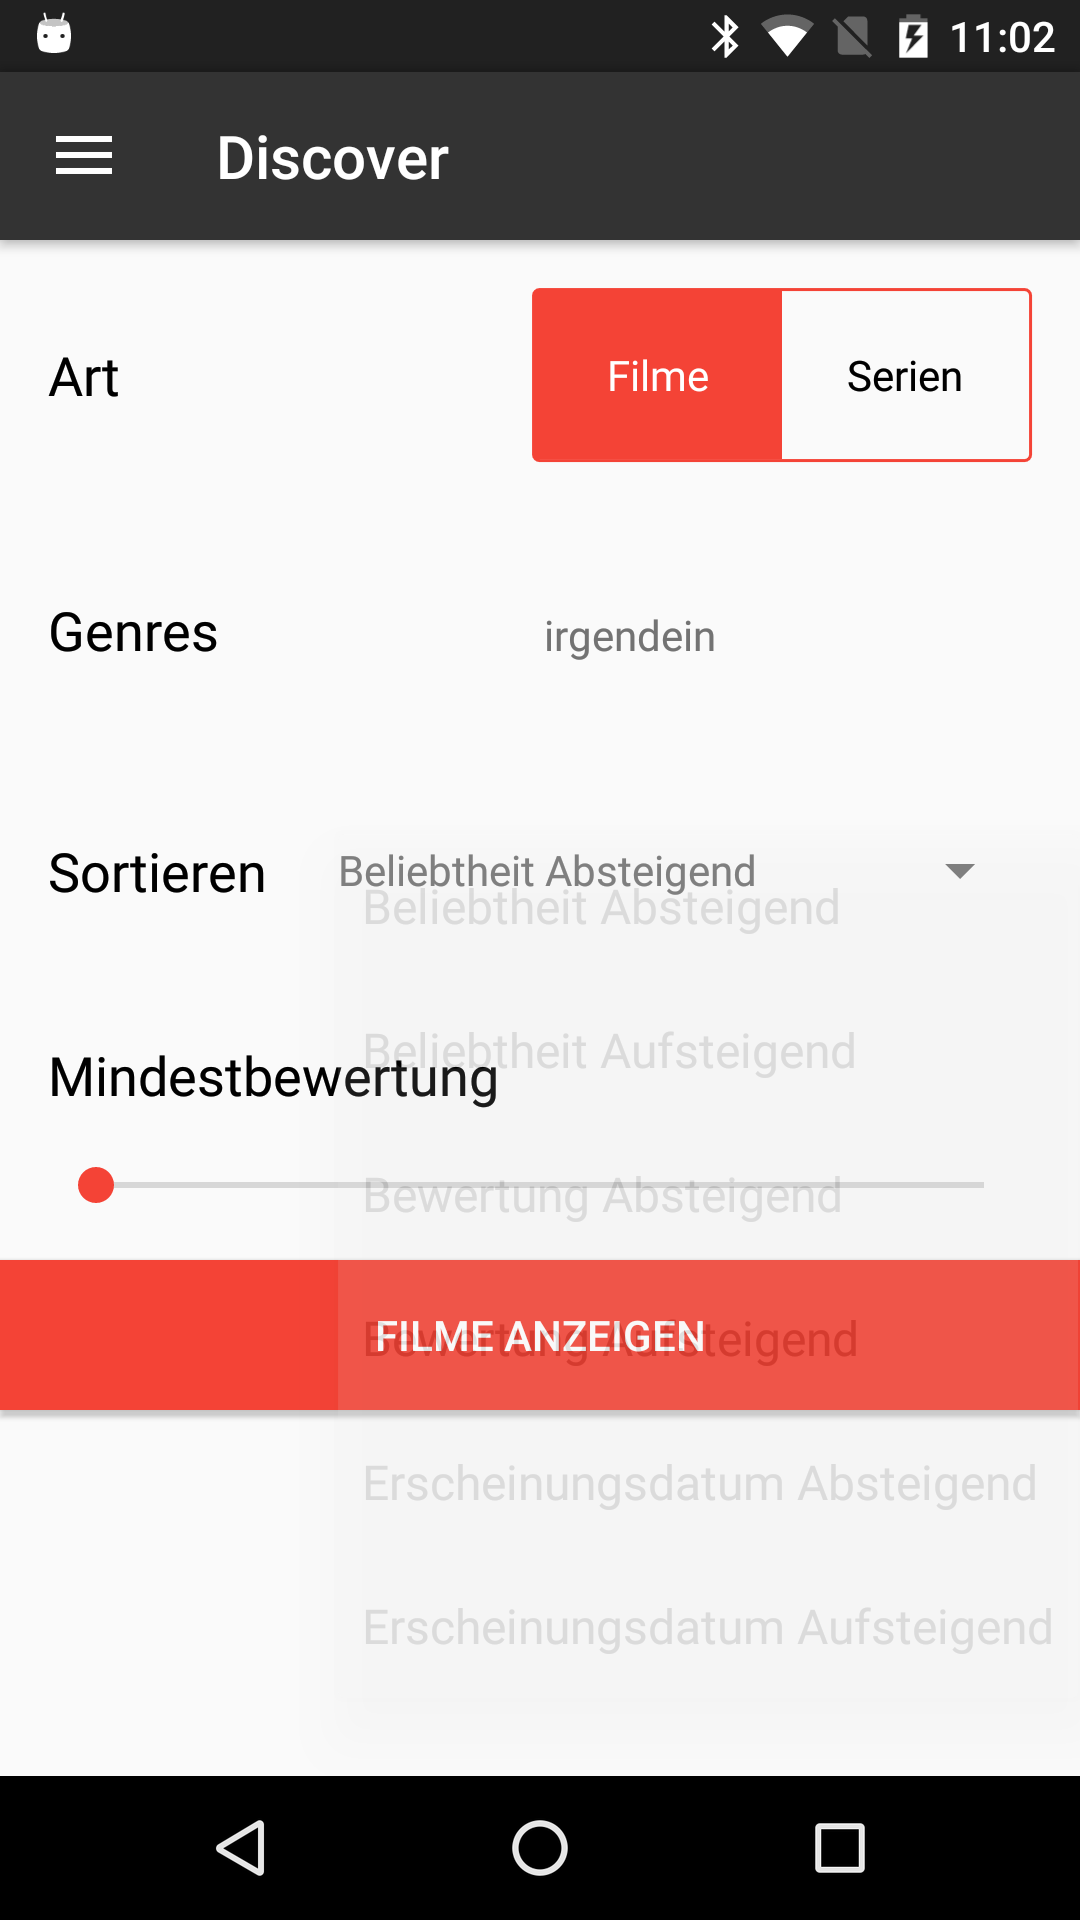 11:02
Discover
Art
Filme
Serien
Genres
irgendein
Sortieren
Beliebtheit Absteigend
Beliebtheit Absteigend
Beliebtheit Aufsteigend
Mindestbewertung
Bewertung Absteigend
FILME ANZEIGEN
Bewertung Aufsteigend
Erscheinungsdatum Absteigend
Erscheinungsdatum Aufsteigend